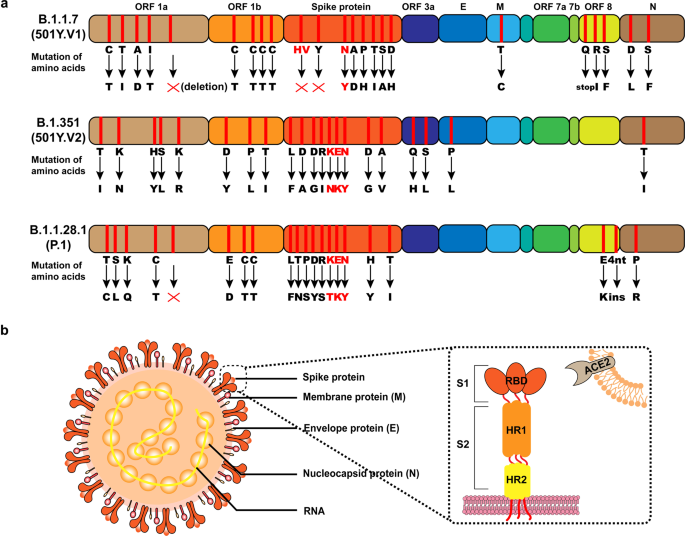 a
ORF 1a ORF 1b Spike protein ORF 3a E M ORF 7a 7b ORF 8 N
B.1.1.7
(501Y.V1)
Mutation of
amino acids
C T A I C C C C HV Y N A P T S D T Q R S D S
T I D T (deletion) T T T T Y D H I A H C stop I F L F
B.1.351
(501Y.V2)
Mutation of
amino acids
T K H S K D P T L D D R K E N D A Q S P T
I N Y L R Y L I F A G I N K Y G V H L L I
B.1.1.28.1
(P.1)
Mutation of
amino acids
T S K C E C C L T P D R K E N H T E 4nt P
C L Q T D T T F N S Y S T K Y Y I K ins R
b
Spike protein
Membrane protein (M)
Envelope protein (E)
Nucleocapsid protein (N)
RNA
S1
RBD
ACE2
HR1
S2
HR2